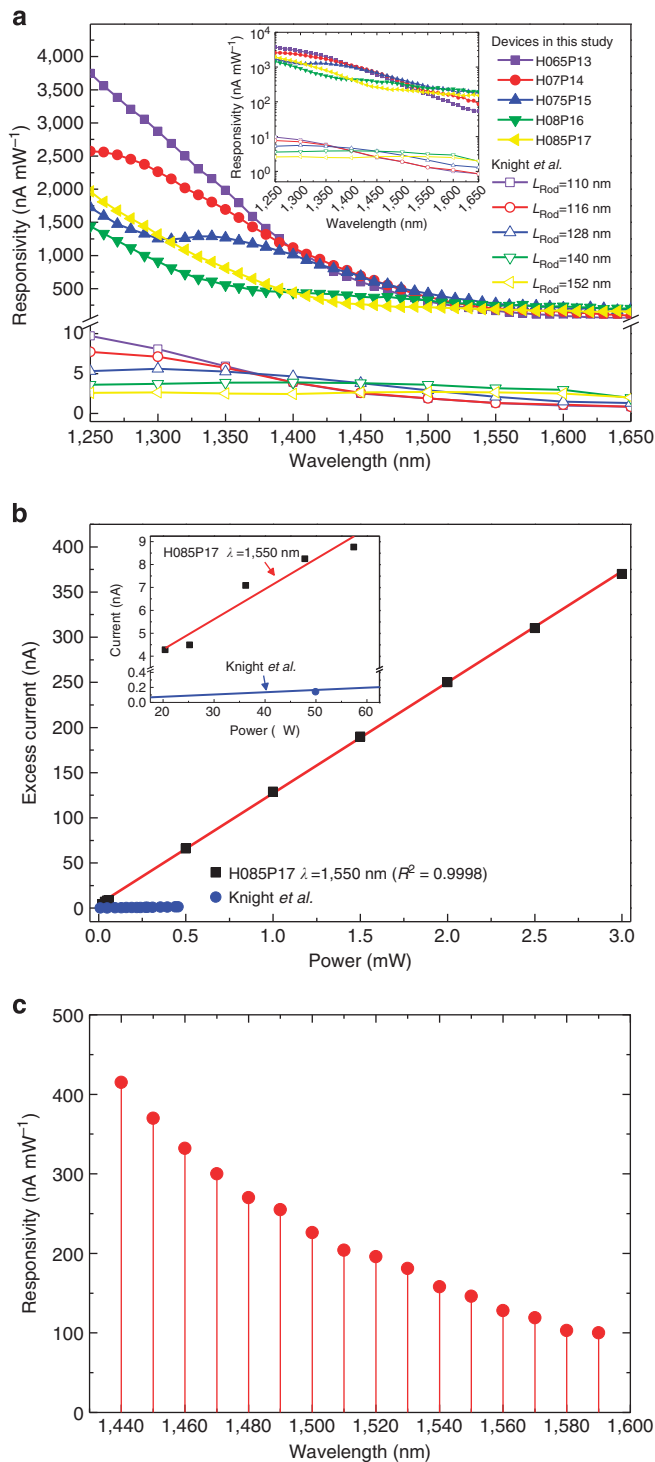 a
4,500
4,000
3,500
3,000
2,500
2,000
1,500
1,000
500
10
5
0
Responsivity (nA mW⁻¹)
1,250 1,300 1,350 1,400 1,450 1,500 1,550 1,600 1,650
Wavelength (nm)
10⁴
10³
10²
10¹
10⁰
Responsivity (nA mW⁻¹)
1,250 1,300 1,350 1,400 1,450 1,500 1,550 1,600 1,650
Wavelength (nm)
Devices in this study
H065P13
H07P14
H075P15
H08P16
H085P17
Knight et al.
L_Rod=110 nm
L_Rod=116 nm
L_Rod=128 nm
L_Rod=140 nm
L_Rod=152 nm
b
400
350
300
250
200
150
100
50
0
Excess current (nA)
0.0 0.5 1.0 1.5 2.0 2.5 3.0
Power (mW)
9
8
7
6
5
4
0.4
0.2
0.0
Current (nA)
H085P17 λ=1,550 nm
Knight et al.
20 40 60
Power ( W)
H085P17 λ=1,550 nm (R² = 0.9998)
Knight et al.
c
500
400
300
200
100
0
Responsivity (nA mW⁻¹)
1,440 1,460 1,480 1,500 1,520 1,540 1,560 1,580 1,600
Wavelength (nm)